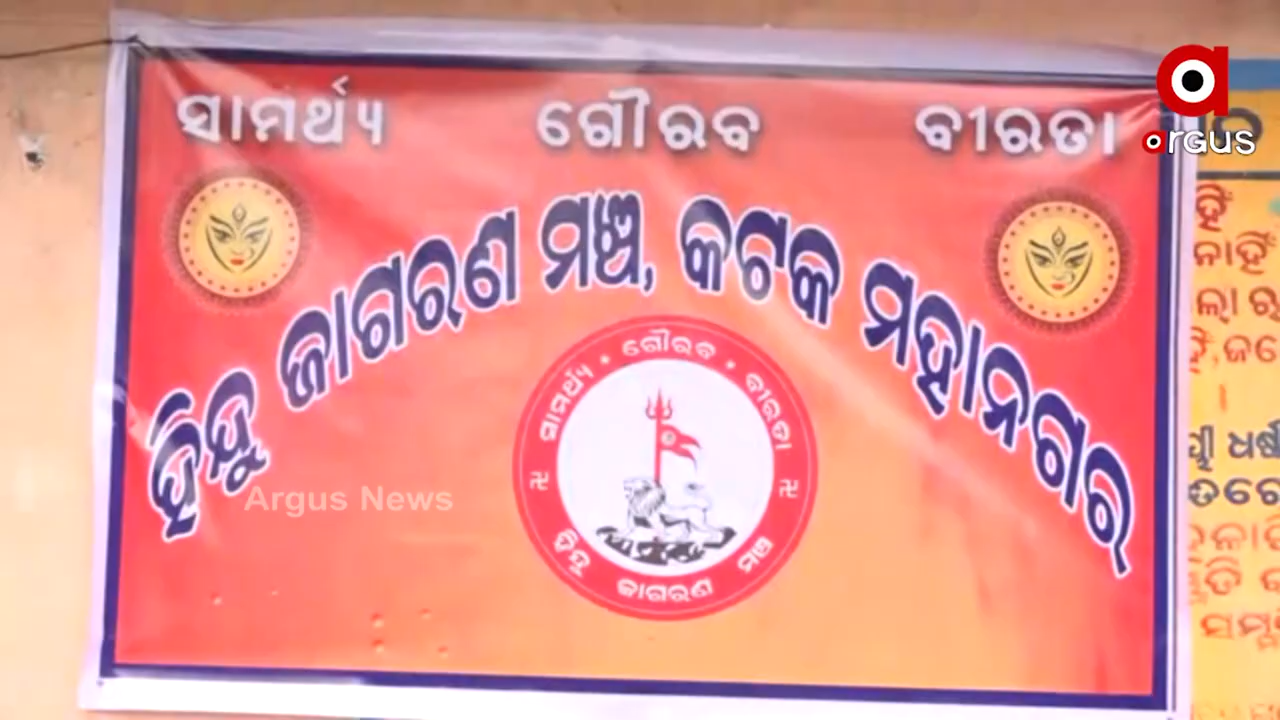 ସାମର୍ଥ୍ୟ ଗୌରବ ବୀରତା
ହିନ୍ଦୁ ଜାଗରଣ ମଞ୍ଚ, କଟକ ମହାନଗର
ସାମର୍ଥ୍ୟ • ଗୌରବ • ବୀରତା
ହିନ୍ଦୁ ଜାଗରଣ ମଞ୍ଚ
argus
Argus News
ନାହିଁ